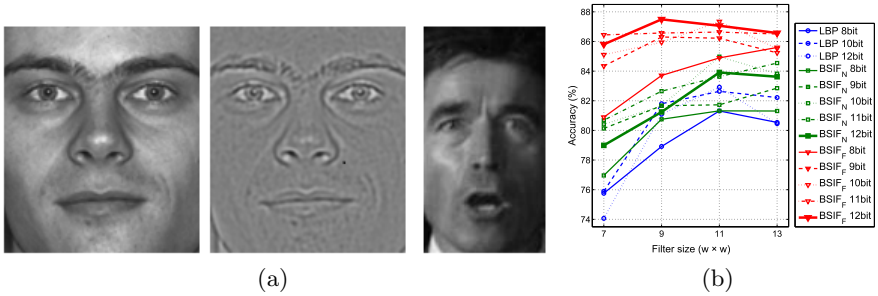 88
86
84
82
80
78
76
74
Accuracy (%)
7
9
11
13
Filter size (w × w)
LBP 8bit
LBP 10bit
LBP 12bit
BSIF_N 8bit
BSIF_N 9bit
BSIF_N 10bit
BSIF_N 11bit
BSIF_N 12bit
BSIF_F 8bit
BSIF_F 9bit
BSIF_F 10bit
BSIF_F 11bit
BSIF_F 12bit
(a)
(b)